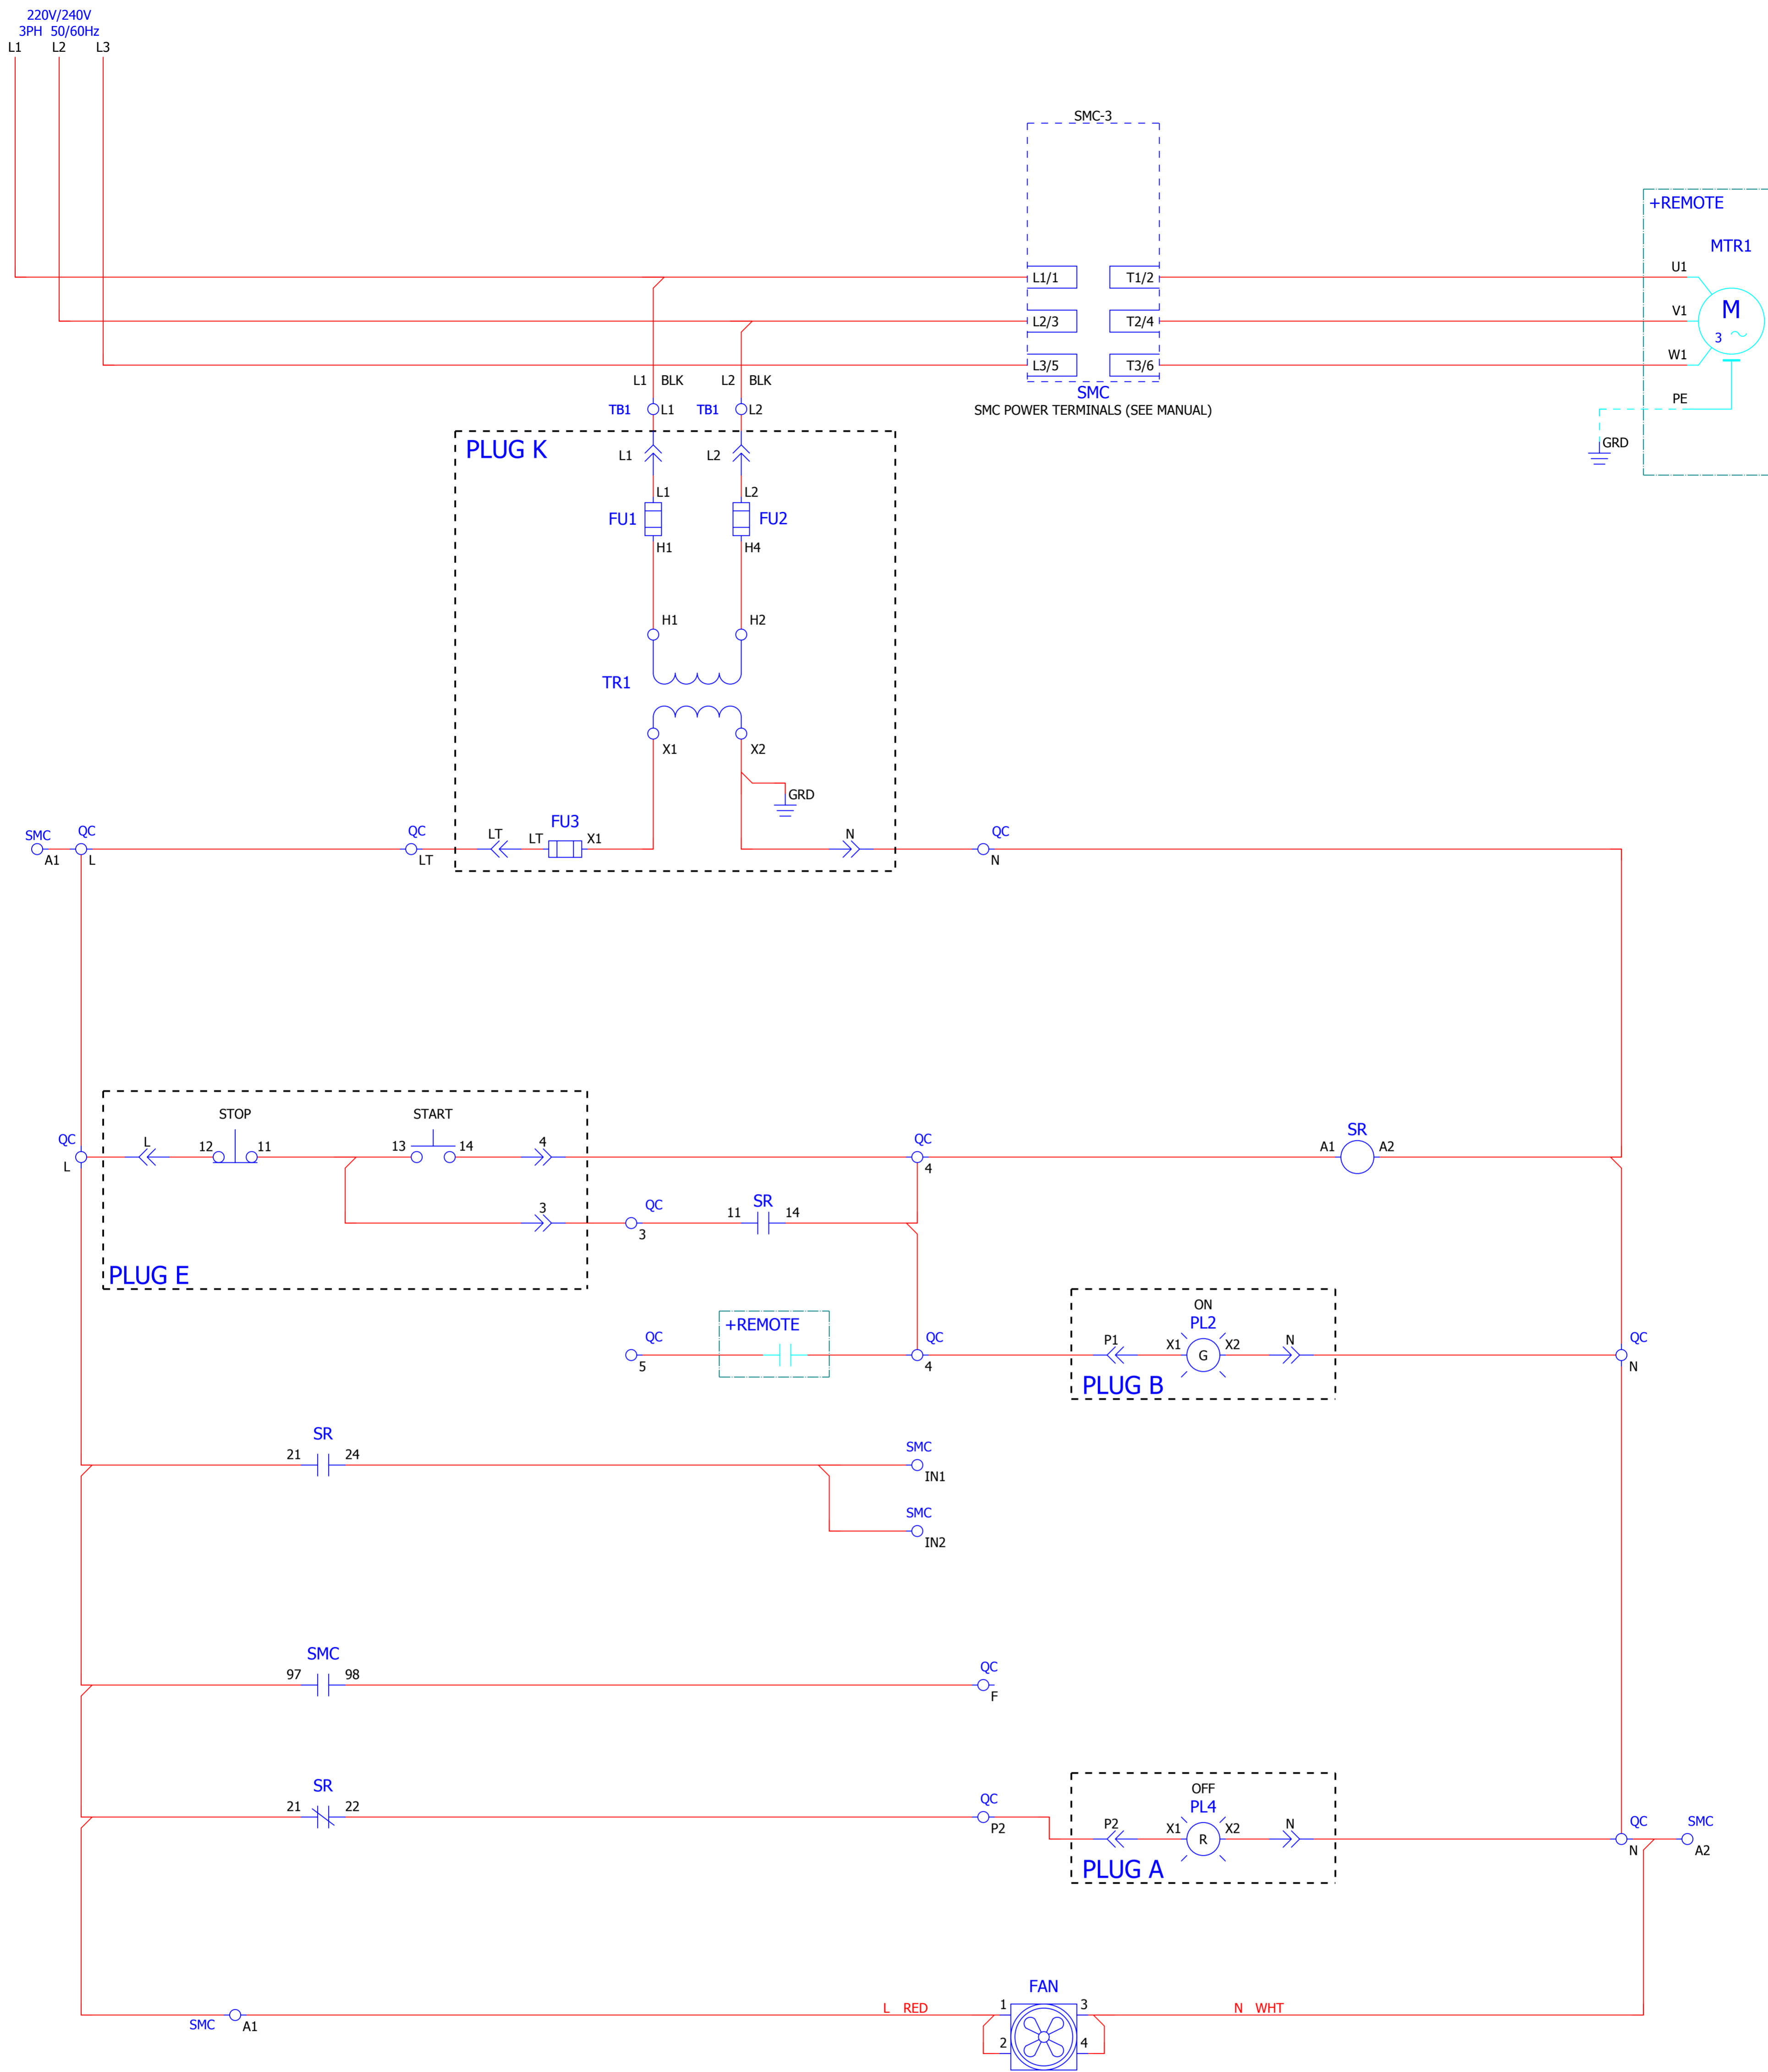 220V/240V
3PH 50/60Hz
L1 L2 L3
SMC-3
+REMOTE
MTR1
L1/1 T1/2 U1
L2/3 T2/4 V1
M
3
L3/5 T3/6 W1
L1 BLK L2 BLK
SMC
TB1 L1 TB1 L2
SMC POWER TERMINALS (SEE MANUAL)
PE
GRD
PLUG K
L1 L2
L1 L2
FU1 FU2
H1 H4
H1 H2
TR1
X1 X2
GRD
FU3
SMC QC QC LT LT X1 N QC
A1 L LT N
STOP START
QC L 12 11 13 14 4 QC A1 SR A2
L 4
3 QC 11 SR 14
3
PLUG E
ON
+REMOTE PL2
QC QC P1 X1 G X2 N QC
5 4 N
PLUG B
SR
21 24 SMC
IN1
SMC
IN2
SMC
97 98 QC
F
OFF
SR PL4
21 22 QC P2 X1 R X2 N QC SMC
P2 N A2
PLUG A
FAN
L RED 1 3 N WHT
SMC A1
2 4